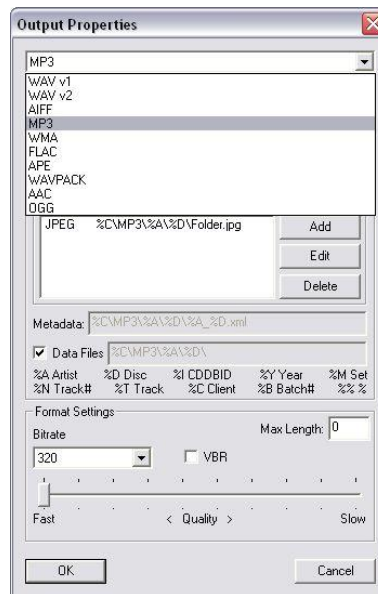 Output Properties
MP3
WAV v1
WAV v2
AIFF
MP3
WMA
FLAC
APE
WAVPACK
AAC
OGG
JPEG %C\MP3\%A\%D\Folder.jpg
Add
Edit
Delete
Metadata: %C\MP3\%A\%D\%A_%D.xml
Data Files %C\MP3\%A\%D\
%A Artist %D Disc %I CDDBID %Y Year %M Set
%N Track# %T Track %C Client %B Batch# %% %
Format Settings
Bitrate
Max Length: 0
320
VBR
Fast < Quality > Slow
OK
Cancel